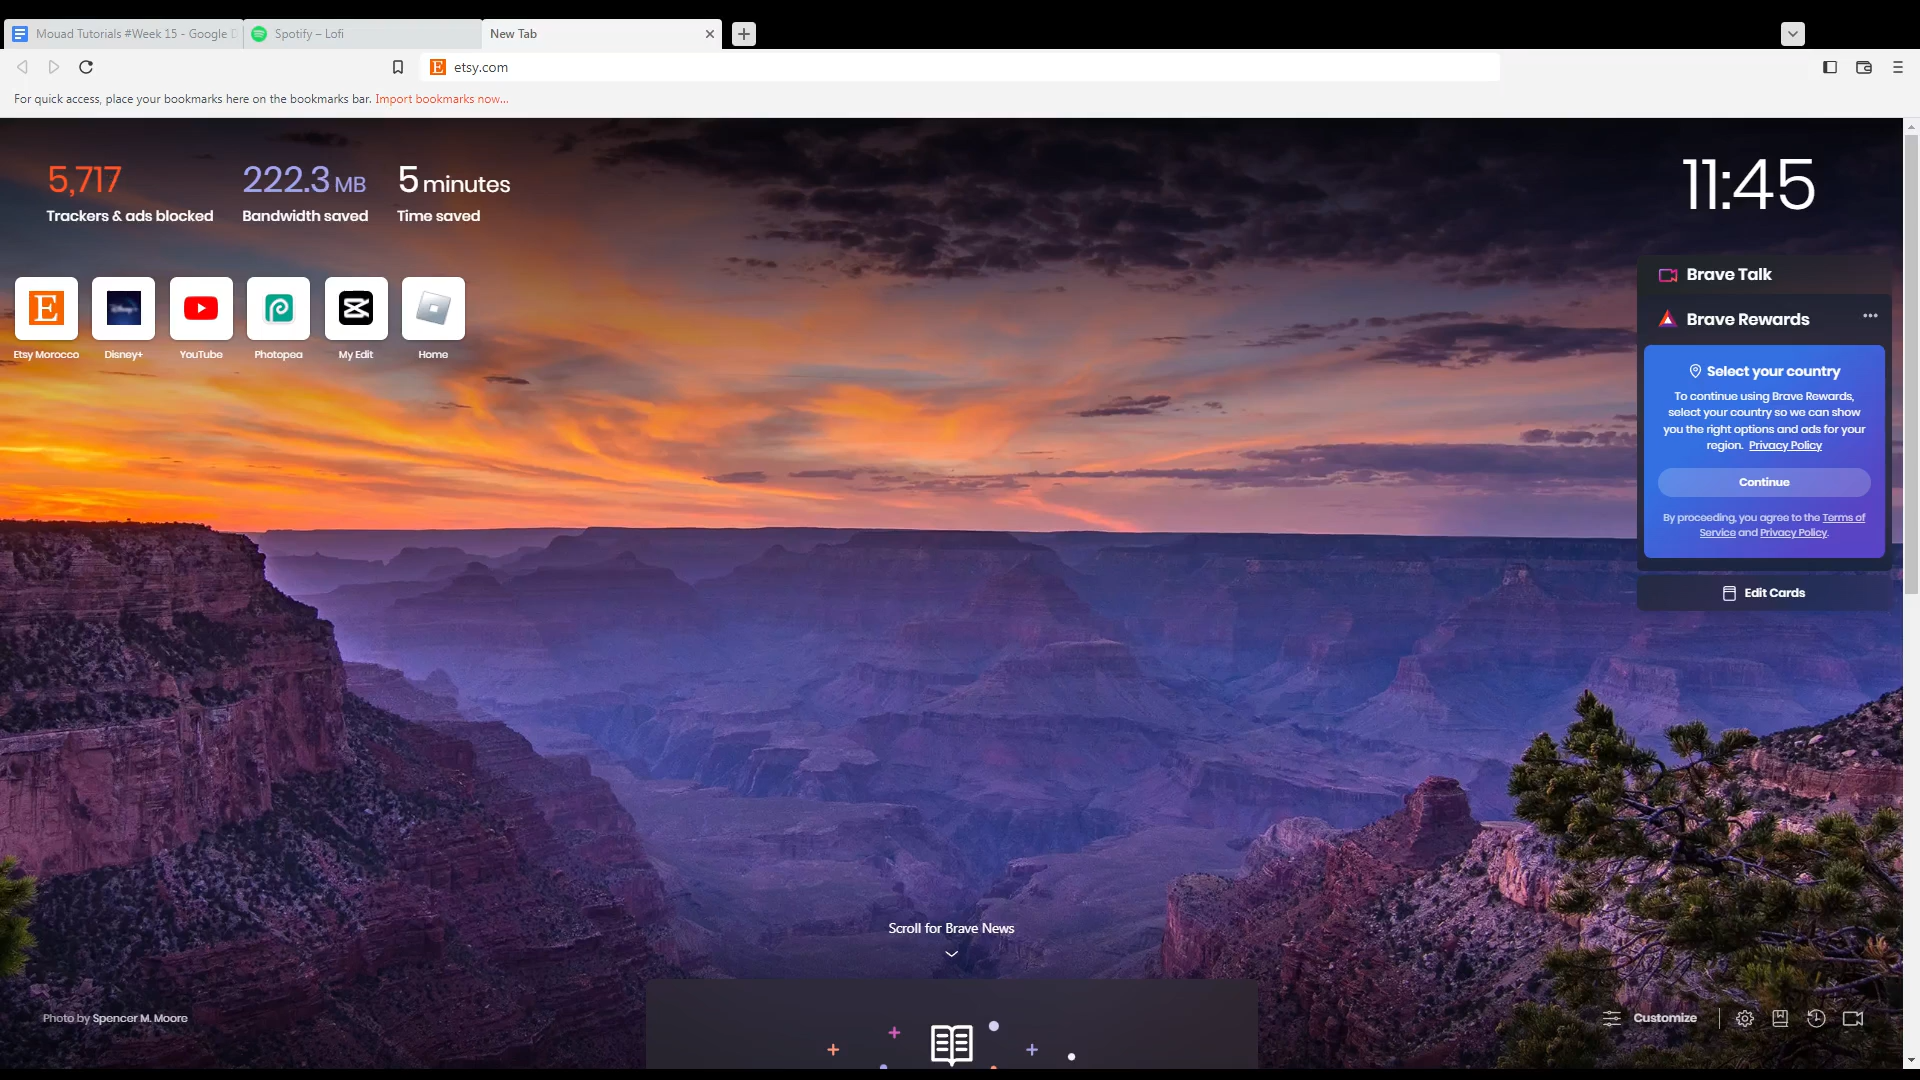 Mouad Tutorials #Week 15 - Google D
Spotify – Lofi
New Tab
etsy.com
For quick access, place your bookmarks here on the bookmarks bar. Import bookmarks now...
5,717
Trackers & ads blocked
222.3 MB
Bandwidth saved
5 minutes
Time saved
11:45
E
Etsy Morocco
Disney+
YouTube
Photopea
My Edit
Home
Brave Talk
Brave Rewards
Select your country
To continue using Brave Rewards,
select your country so we can show
you the right options and ads for your
region. Privacy Policy
Continue
By proceeding, you agree to the Terms of
Service and Privacy Policy.
Edit Cards
Scroll for Brave News
Photo by Spencer M. Moore
Customize